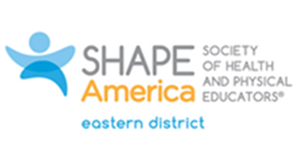 SHAPE
America
SOCIETY
OF HEALTH
AND PHYSICAL
EDUCATORS®
eastern district